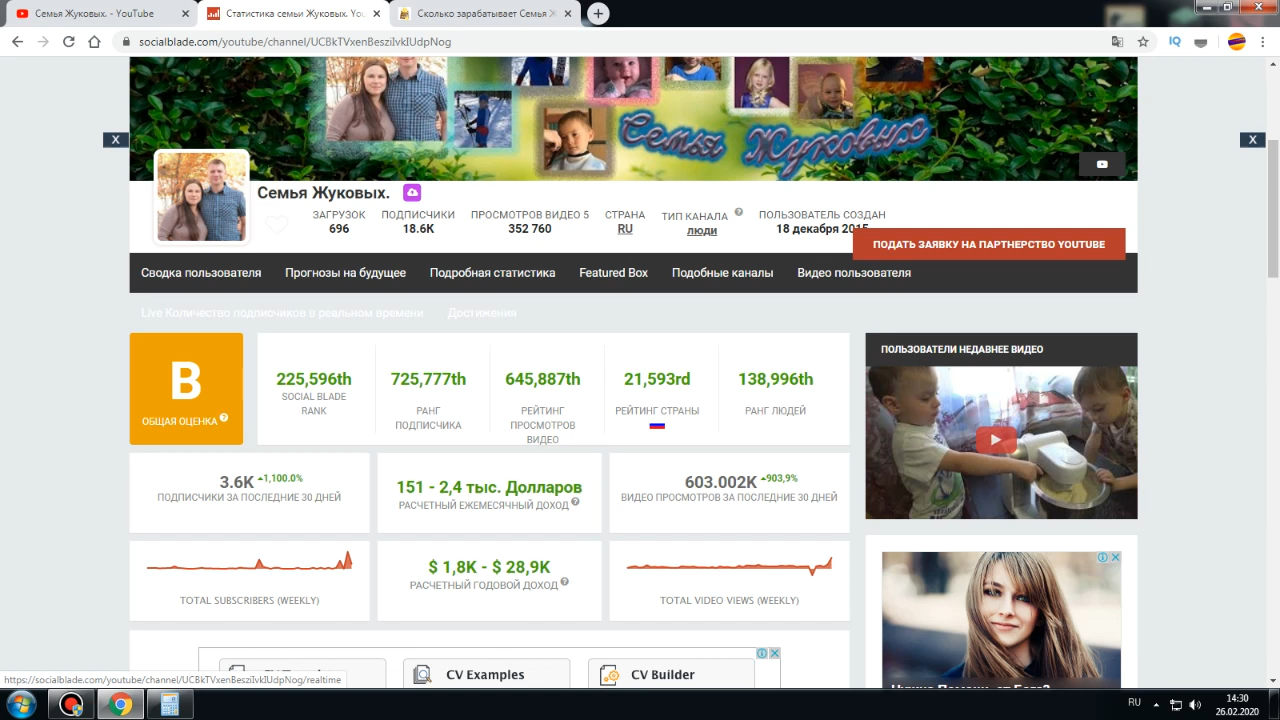 Семья Жуковых. - YouTube
Статистика семьи Жуковых. You
Сколько зарабатывает Семья Ж
socialblade.com/youtube/channel/UCBkTVxenBesziIvkIUdpNog
IQ
Семья Жуковых
X
X
Семья Жуковых.
ЗАГРУЗОК
696
ПОДПИСЧИКИ
18.6K
ПРОСМОТРОВ ВИДЕО 5
352 760
СТРАНА
RU
ТИП КАНАЛА
люди
ПОЛЬЗОВАТЕЛЬ СОЗДАН
18 декабря 2015
ПОДАТЬ ЗАЯВКУ НА ПАРТНЕРСТВО YOUTUBE
Сводка пользователя
Прогнозы на будущее
Подробная статистика
Featured Box
Подобные каналы
Видео пользователя
Live Количество подписчиков в реальном времени
Достижения
B
ОБЩАЯ ОЦЕНКА
225,596th
SOCIAL BLADE
RANK
725,777th
РАНГ
ПОДПИСЧИКА
645,887th
РЕЙТИНГ
ПРОСМОТРОВ
ВИДЕО
21,593rd
РЕЙТИНГ СТРАНЫ
138,996th
РАНГ ЛЮДЕЙ
ПОЛЬЗОВАТЕЛИ НЕДАВНЕЕ ВИДЕО
3.6K 1,100.0%
ПОДПИСЧИКИ ЗА ПОСЛЕДНИЕ 30 ДНЕЙ
151 - 2,4 тыс. Долларов
РАСЧЕТНЫЙ ЕЖЕМЕСЯЧНЫЙ ДОХОД
603.002K 903,9%
ВИДЕО ПРОСМОТРОВ ЗА ПОСЛЕДНИЕ 30 ДНЕЙ
TOTAL SUBSCRIBERS (WEEKLY)
$ 1,8K - $ 28,9K
РАСЧЕТНЫЙ ГОДОВОЙ ДОХОД
TOTAL VIDEO VIEWS (WEEKLY)
CV Examples
CV Builder
https://socialblade.com/youtube/channel/UCBkTVxenBesziIvkIUdpNog/realtime
RU
14:30
26.02.2020